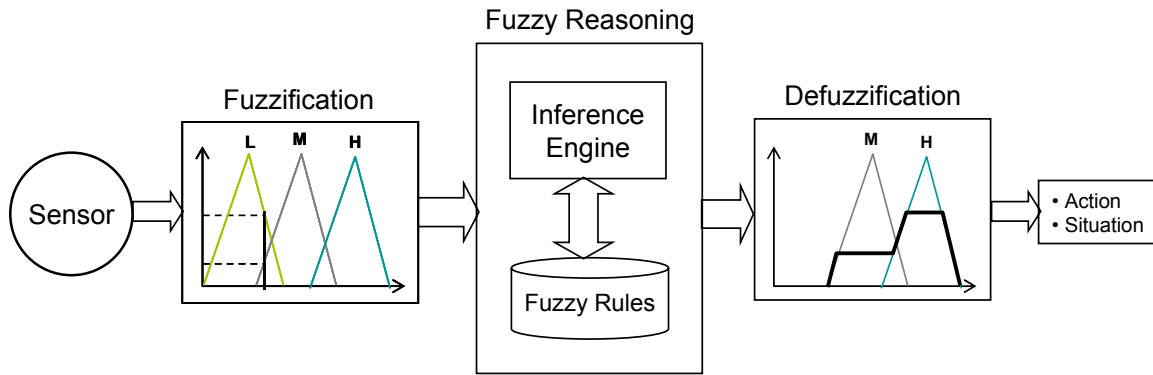 Fuzzy Reasoning
Fuzzification
Defuzzification
Sensor
L M H
Inference
Engine
Fuzzy Rules
M H
• Action
• Situation